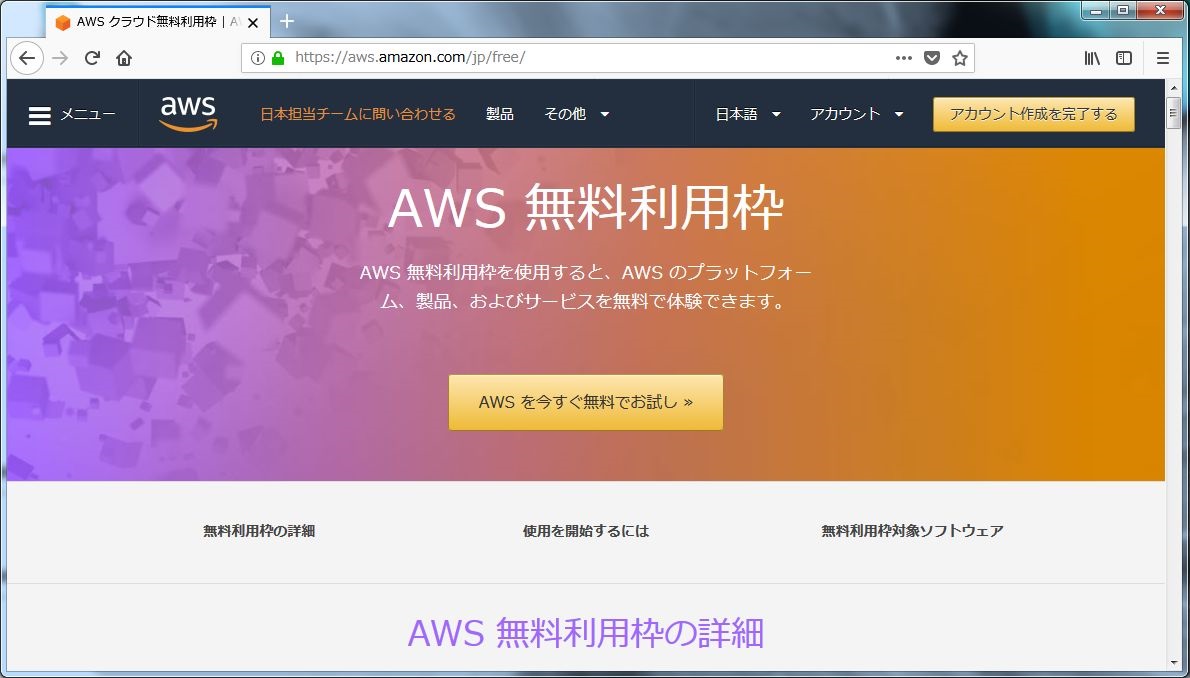 AWS クラウド無料利用枠 | AW
https://aws.amazon.com/jp/free/
メニュー
aws
日本担当チームに問い合わせる
製品
その他
日本語
アカウント
アカウント作成を完了する
AWS 無料利用枠
AWS 無料利用枠を使用すると、AWS のプラットフォー
ム、製品、およびサービスを無料で体験できます。
AWS を今すぐ無料でお試し »
無料利用枠の詳細
使用を開始するには
無料利用枠対象ソフトウェア
AWS 無料利用枠の詳細